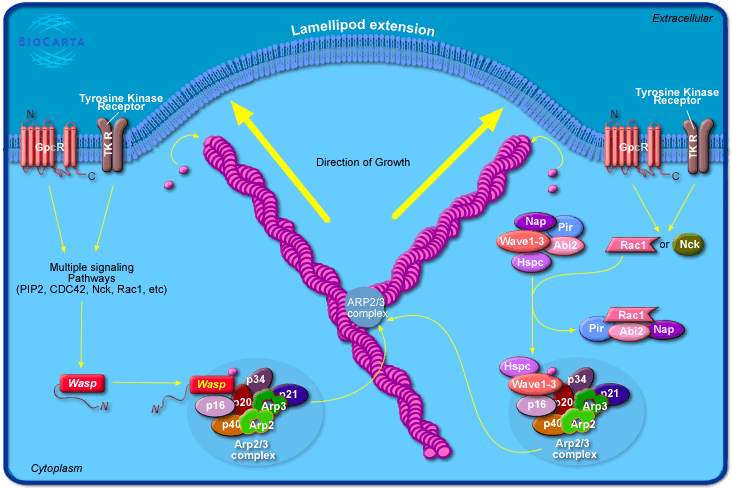 Lamellipod extension
Extracellular
BIOCARTA
Tyrosine Kinase
Receptor
Tyrosine Kinase
Receptor
N
GpcR
TK R
C
N
GpcR
TK R
C
Direction of Growth
Multiple signaling
Pathways
(PIP2, CDC42, Nck, Rac1, etc)
Nap
Pir
Wave1-3
Abi2
Hspc
Rac1
or
Nck
ARP2/3
complex
Rac1
Pir
Abi2
Nap
Wasp
N
Wasp
N
p34
p16
p20
p21
Arp3
p40
Arp2
Arp2/3
complex
Hspc
Wave1-3
p34
p16
p20
p21
Arp3
p40
Arp2
Arp2/3
complex
Cytoplasm